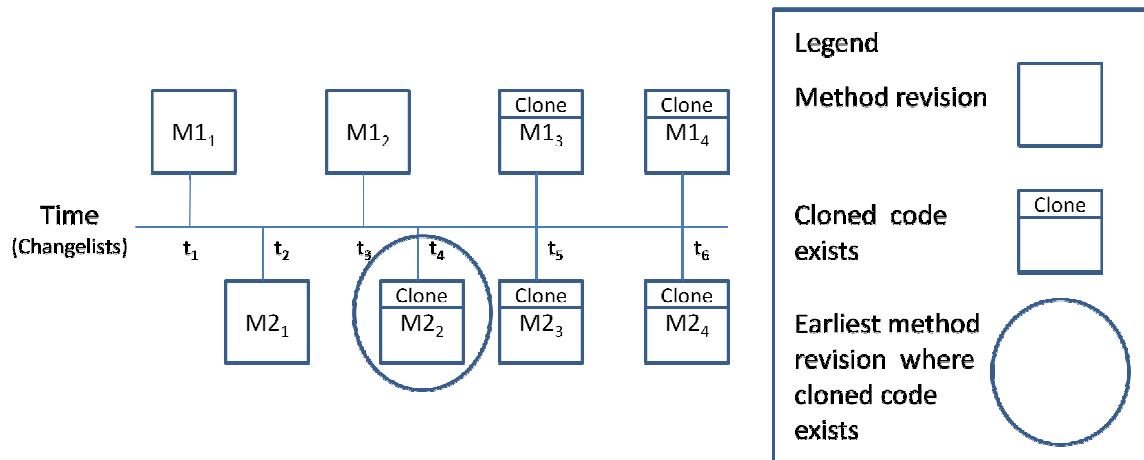 Clone
Clone
M1₁
M1₂
M1₃
M1₄
Time
(Changelists)
t₁
t₂
t₃
t₄
t₅
t₆
Clone
Clone
Clone
M2₁
M2₂
M2₃
M2₄
Legend
Method revision
Cloned code
exists
Clone
Earliest method
revision where
cloned code
exists